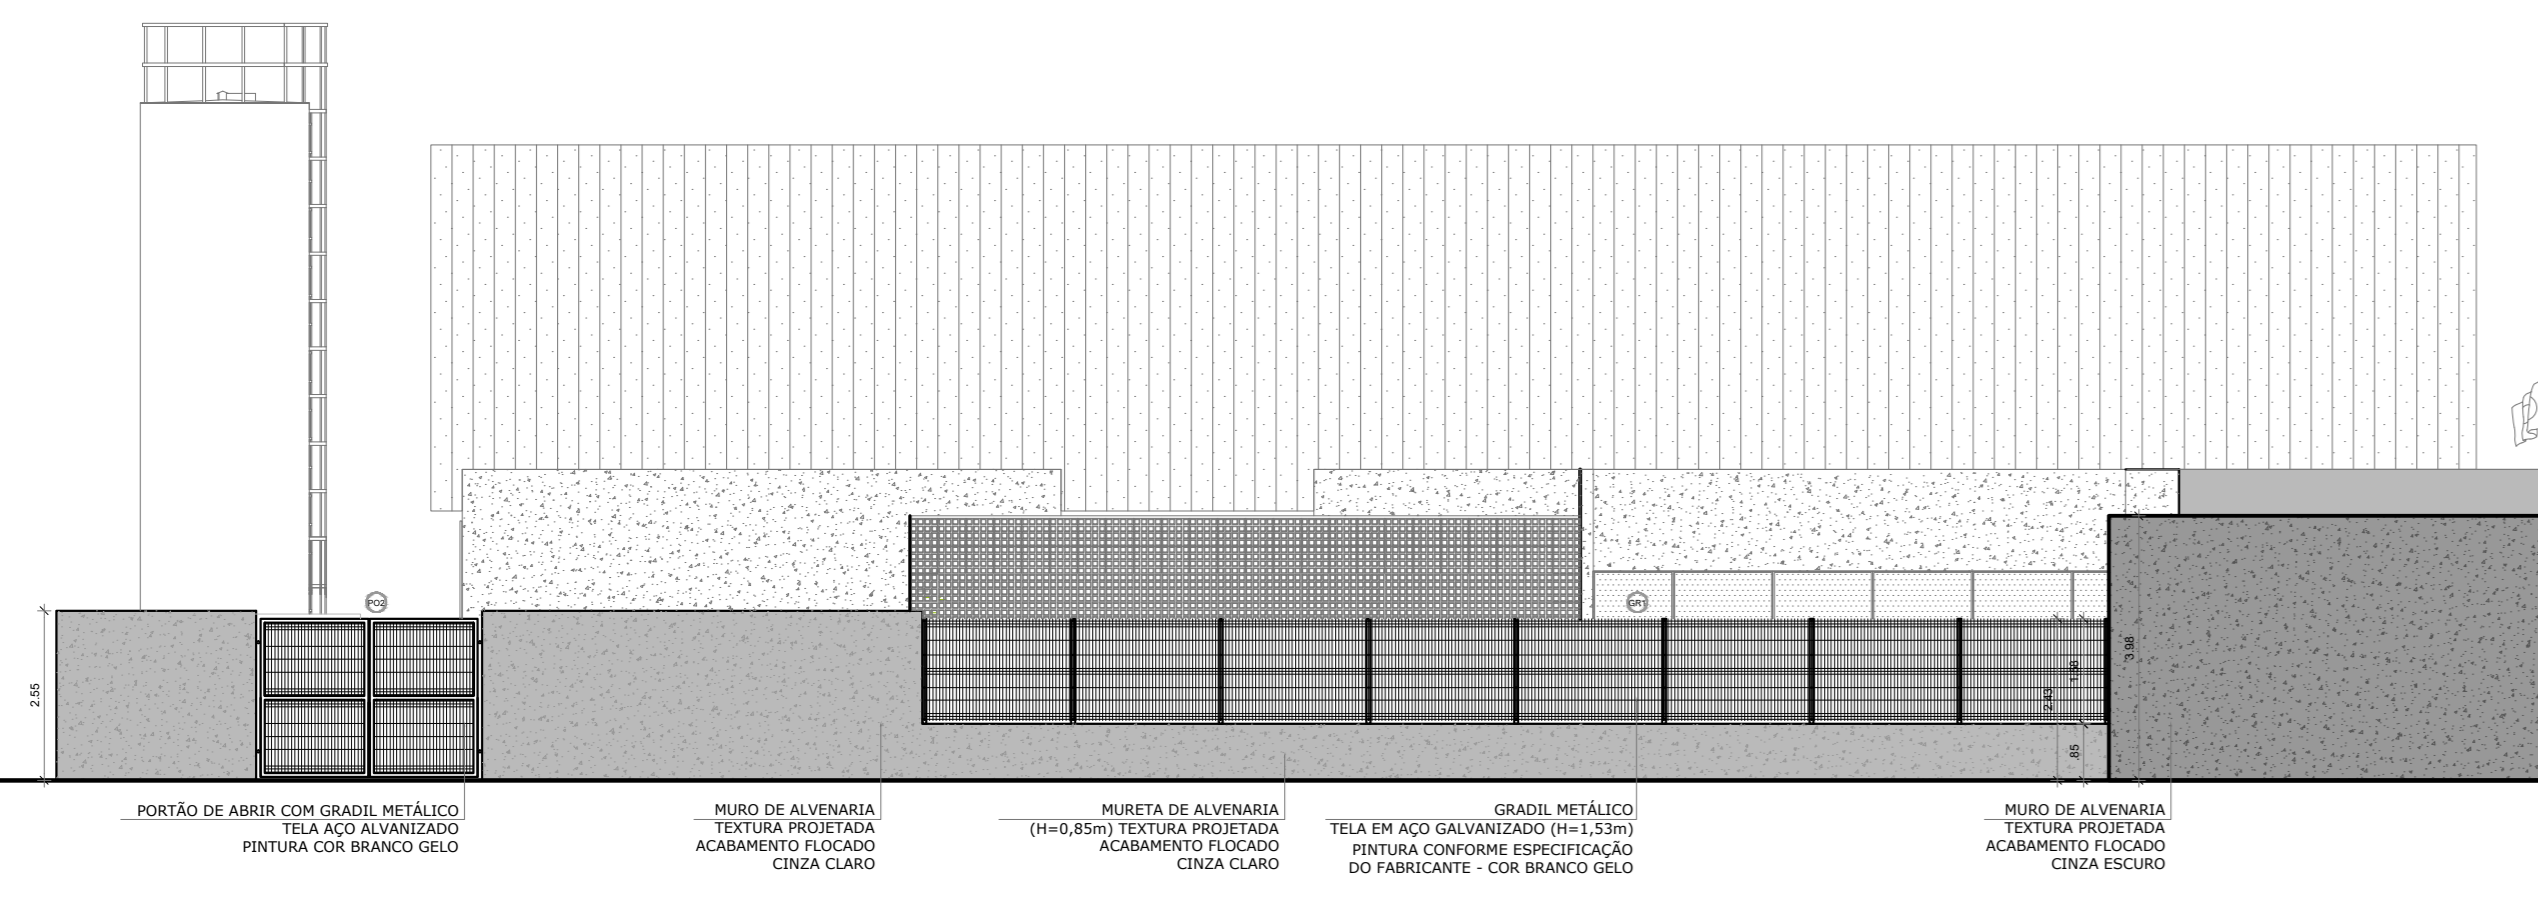 PO2
GR1
2.55
2.43
1.58
.85
3.98
PORTÃO DE ABRIR COM GRADIL METÁLICO
TELA AÇO ALVANIZADO
PINTURA COR BRANCO GELO
MURO DE ALVENARIA
TEXTURA PROJETADA
ACABAMENTO FLOCADO
CINZA CLARO
MURETA DE ALVENARIA
(H=0,85m) TEXTURA PROJETADA
ACABAMENTO FLOCADO
CINZA CLARO
GRADIL METÁLICO
TELA EM AÇO GALVANIZADO (H=1,53m)
PINTURA CONFORME ESPECIFICAÇÃO
DO FABRICANTE - COR BRANCO GELO
MURO DE ALVENARIA
TEXTURA PROJETADA
ACABAMENTO FLOCADO
CINZA ESCURO